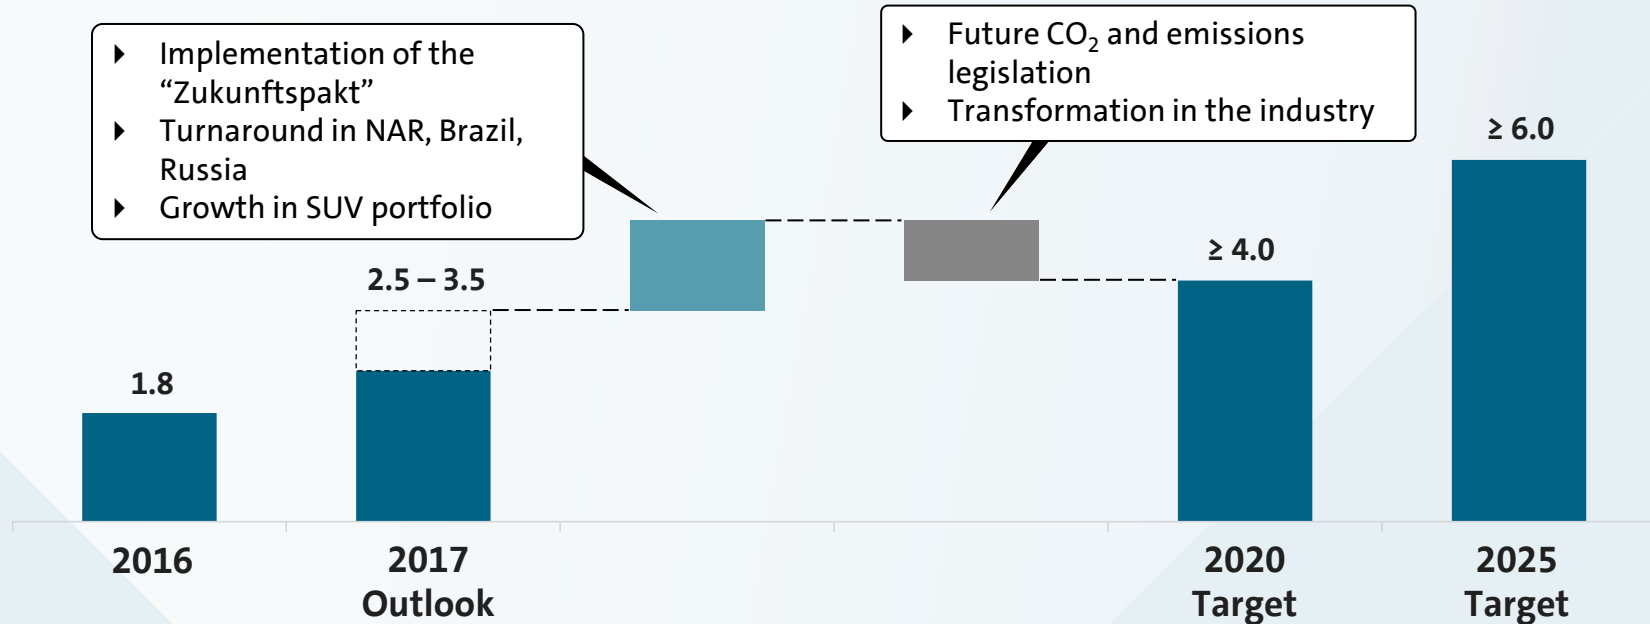 Implementation of the
“Zukunftspakt”
Turnaround in NAR, Brazil,
Russia
Growth in SUV portfolio
Future CO₂ and emissions
legislation
Transformation in the industry
1.8
2.5 – 3.5
≥ 4.0
≥ 6.0
2016
2017
Outlook
2020
Target
2025
Target